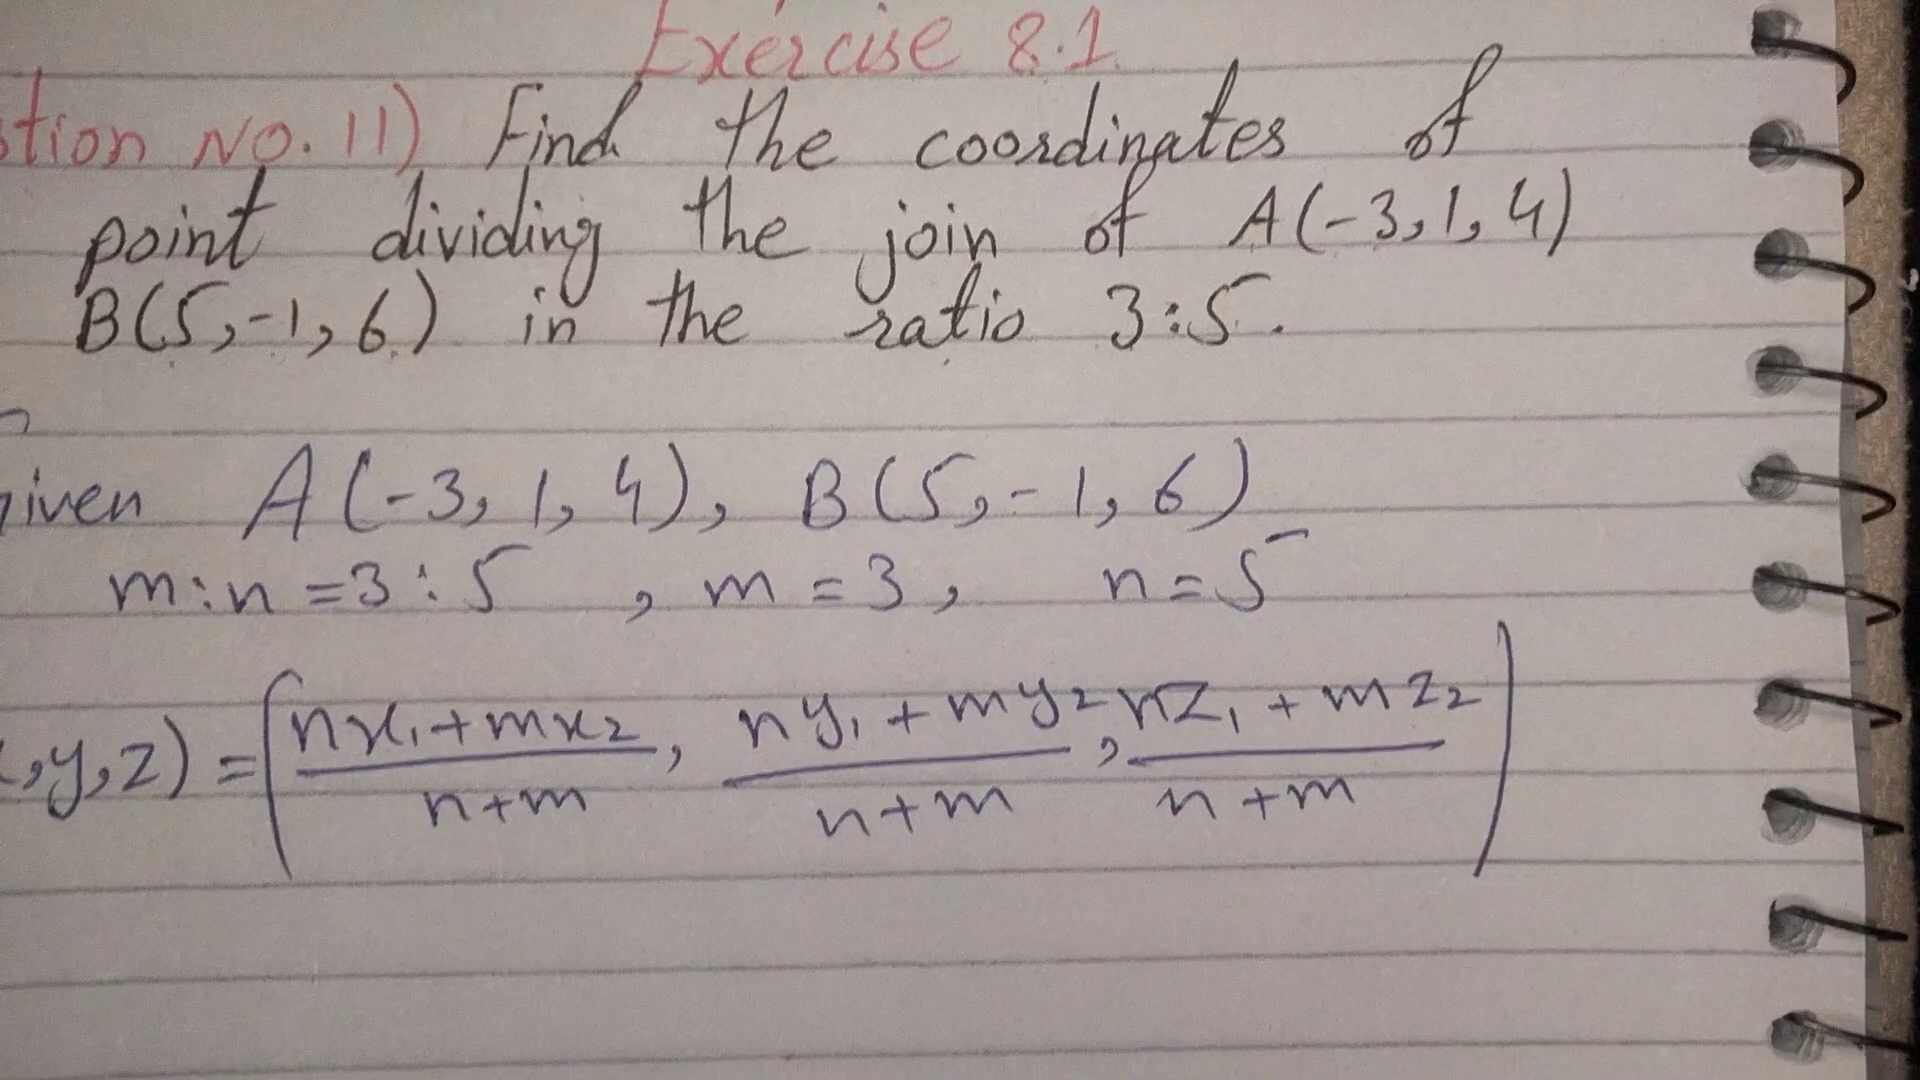 Exercise 8.1
stion No. 11) Find the coordinates of
point dividing the join of A(-3,1,4)
B(5,-1,6) in the ratio 3:5.
iven A(-3,1,4), B(5,-1,6)
m:n=3:5 , m=3, n=5
,y,z) = (nx₁+mx₂/n+m, ny₁+my₂/n+m, nz₁+mz₂/n+m)